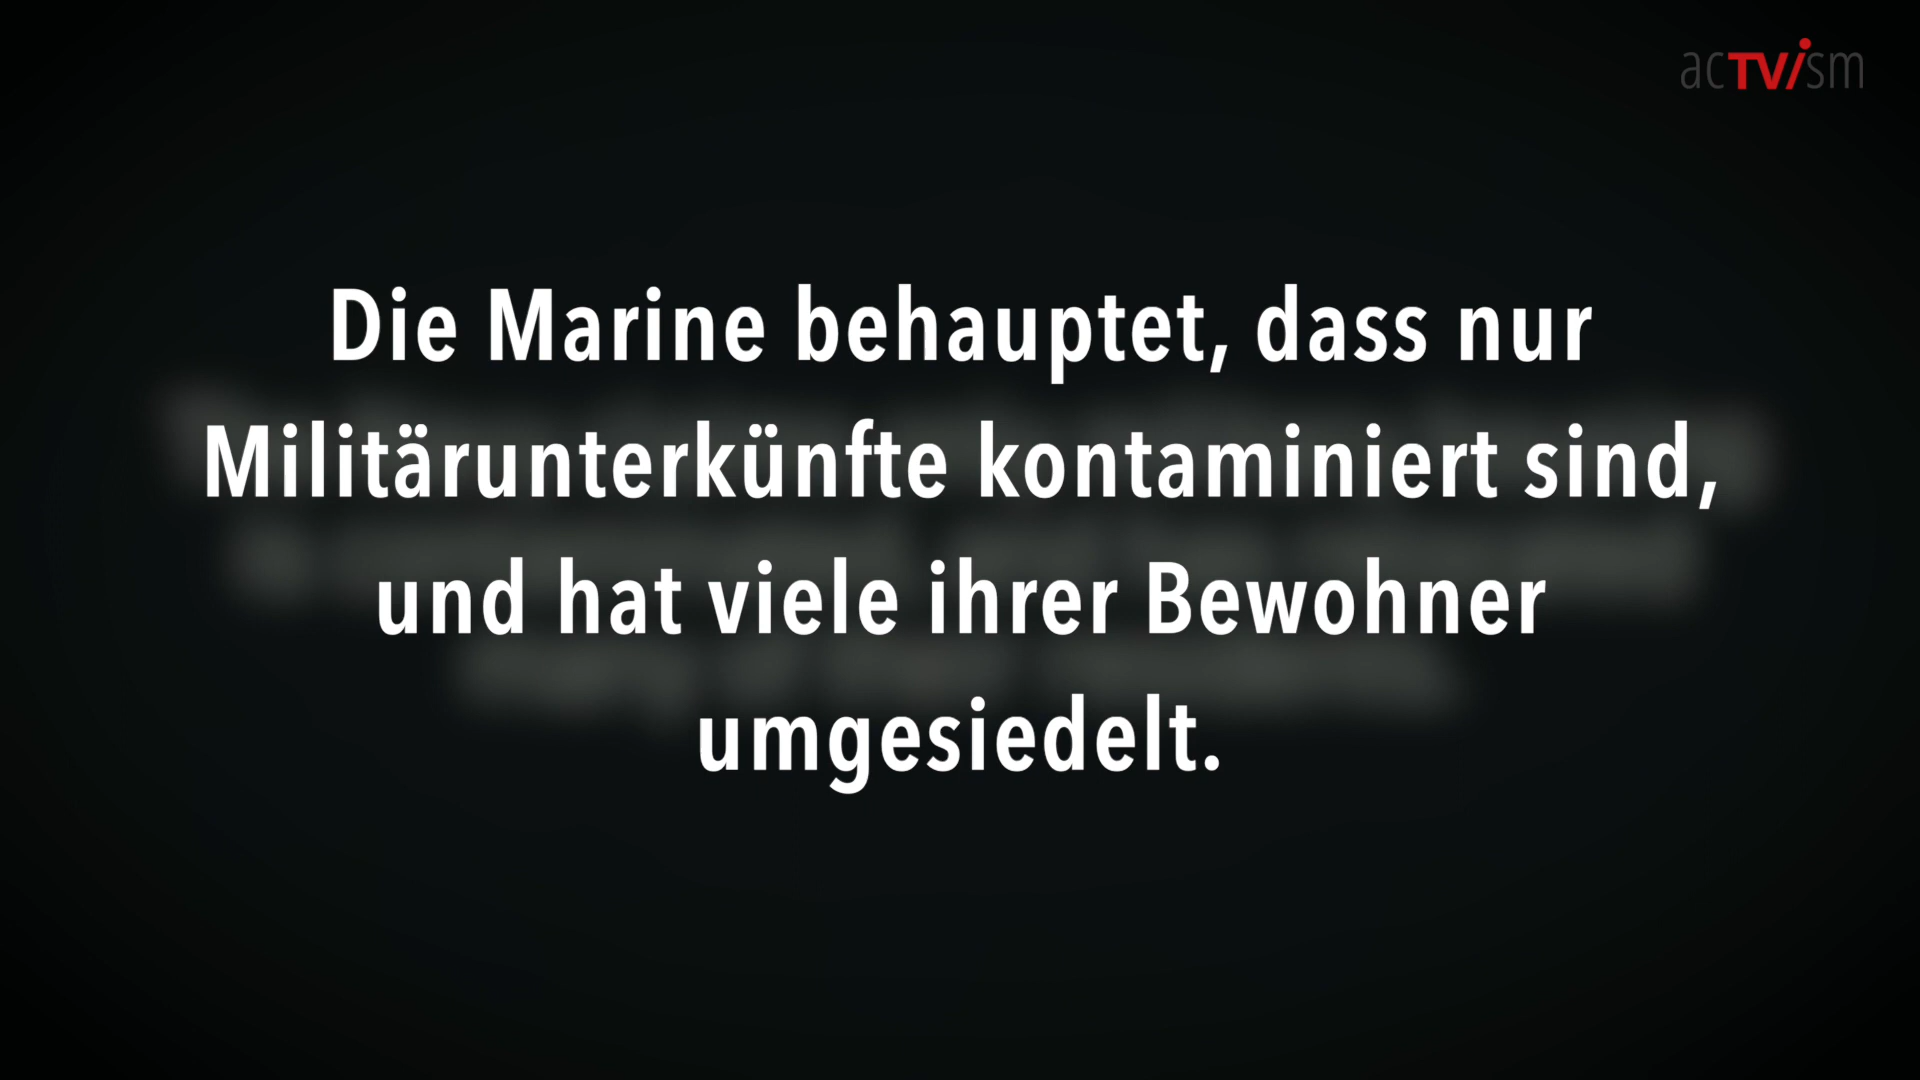 acTVism
Die Marine behauptet, dass nur
Militärunterkünfte kontaminiert sind,
und hat viele ihrer Bewohner
umgesiedelt.